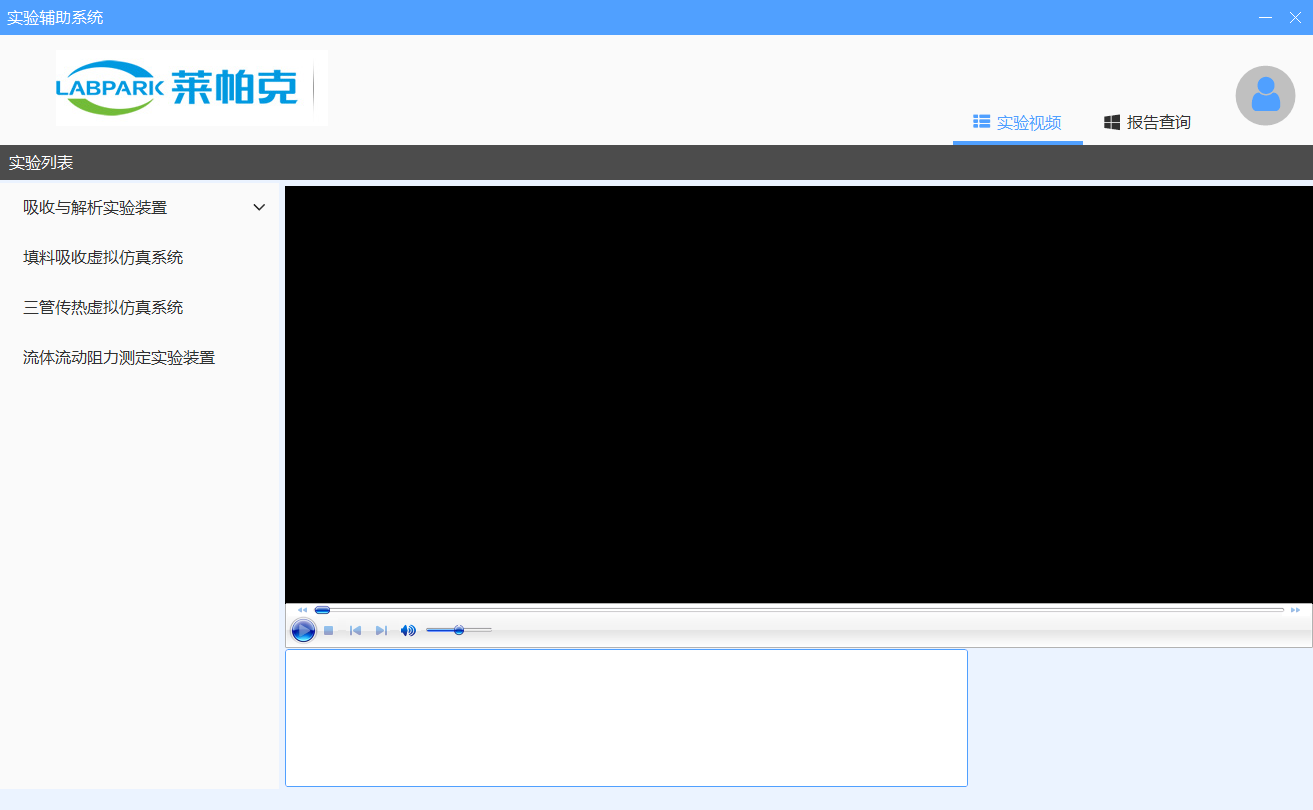 实验辅助系统
LABPARK 莱帕克
实验视频
报告查询
实验列表
吸收与解析实验装置
填料吸收虚拟仿真系统
三管传热虚拟仿真系统
流体流动阻力测定实验装置